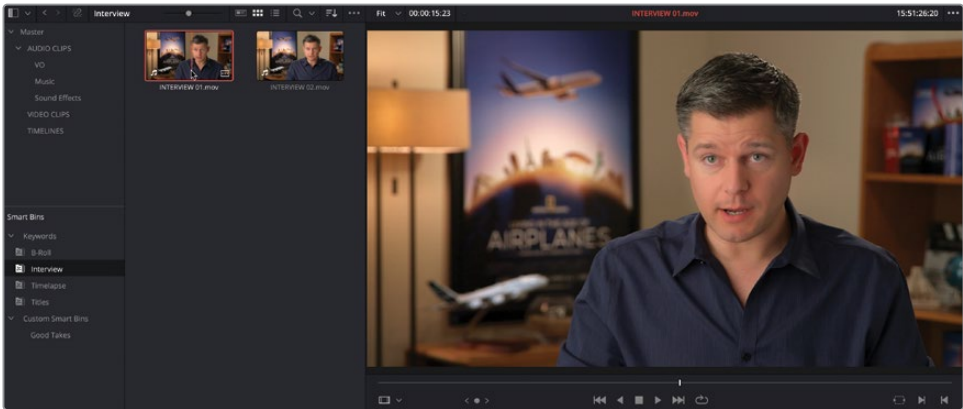 Interview
Fit
00:00:15:23
INTERVIEW 01.mov
15:51:26:20
Master
AUDIO CLIPS
VO
Music
Sound Effects
VIDEO CLIPS
TIMELINES
INTERVIEW 01.mov
INTERVIEW 02.mov
Smart Bins
Keywords
B-Roll
Interview
Timelapse
Titles
Custom Smart Bins
Good Takes
AIRPLANES